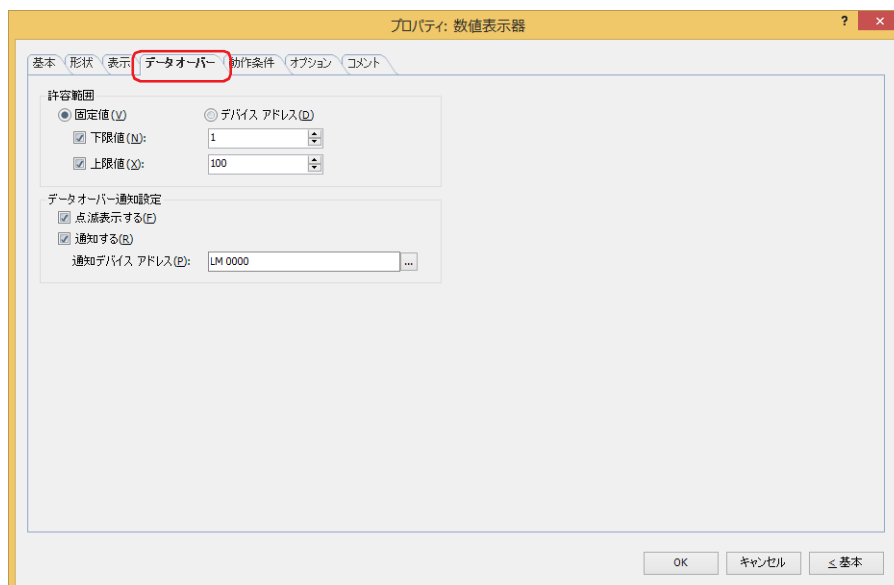 プロパティ: 数値表示器
? ×
基本 形状 表示 データオーバー 動作条件 オプション コメント
許容範囲
固定値(V) デバイス アドレス(D)
下限値(N): 1
上限値(X): 100
データオーバー通知設定
点滅表示する(F)
通知する(R)
通知デバイス アドレス(P): LM 0000 ...
OK キャンセル < 基本